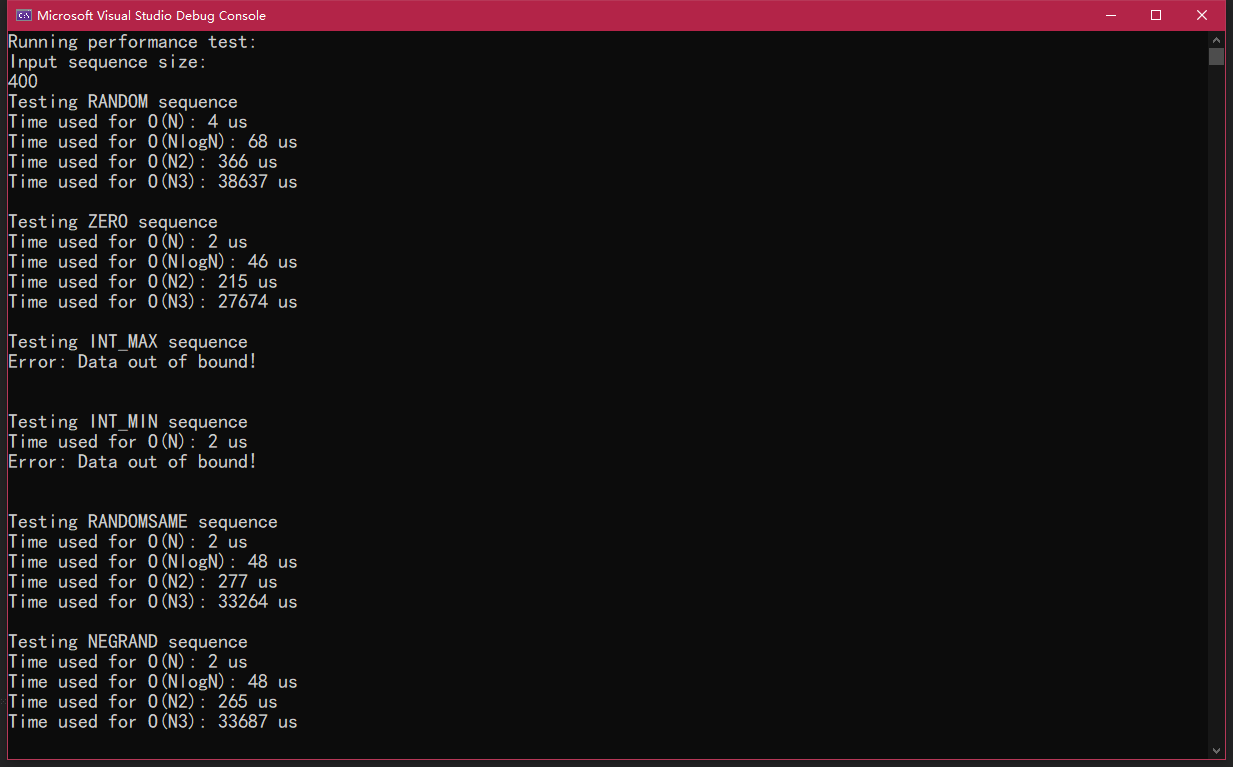 Microsoft Visual Studio Debug Console
Running performance test:
Input sequence size:
400
Testing RANDOM sequence
Time used for O(N): 4 us
Time used for O(NlogN): 68 us
Time used for O(N2): 366 us
Time used for O(N3): 38637 us
Testing ZERO sequence
Time used for O(N): 2 us
Time used for O(NlogN): 46 us
Time used for O(N2): 215 us
Time used for O(N3): 27674 us
Testing INT_MAX sequence
Error: Data out of bound!
Testing INT_MIN sequence
Time used for O(N): 2 us
Error: Data out of bound!
Testing RANDOMSAME sequence
Time used for O(N): 2 us
Time used for O(NlogN): 48 us
Time used for O(N2): 277 us
Time used for O(N3): 33264 us
Testing NEGRAND sequence
Time used for O(N): 2 us
Time used for O(NlogN): 48 us
Time used for O(N2): 265 us
Time used for O(N3): 33687 us